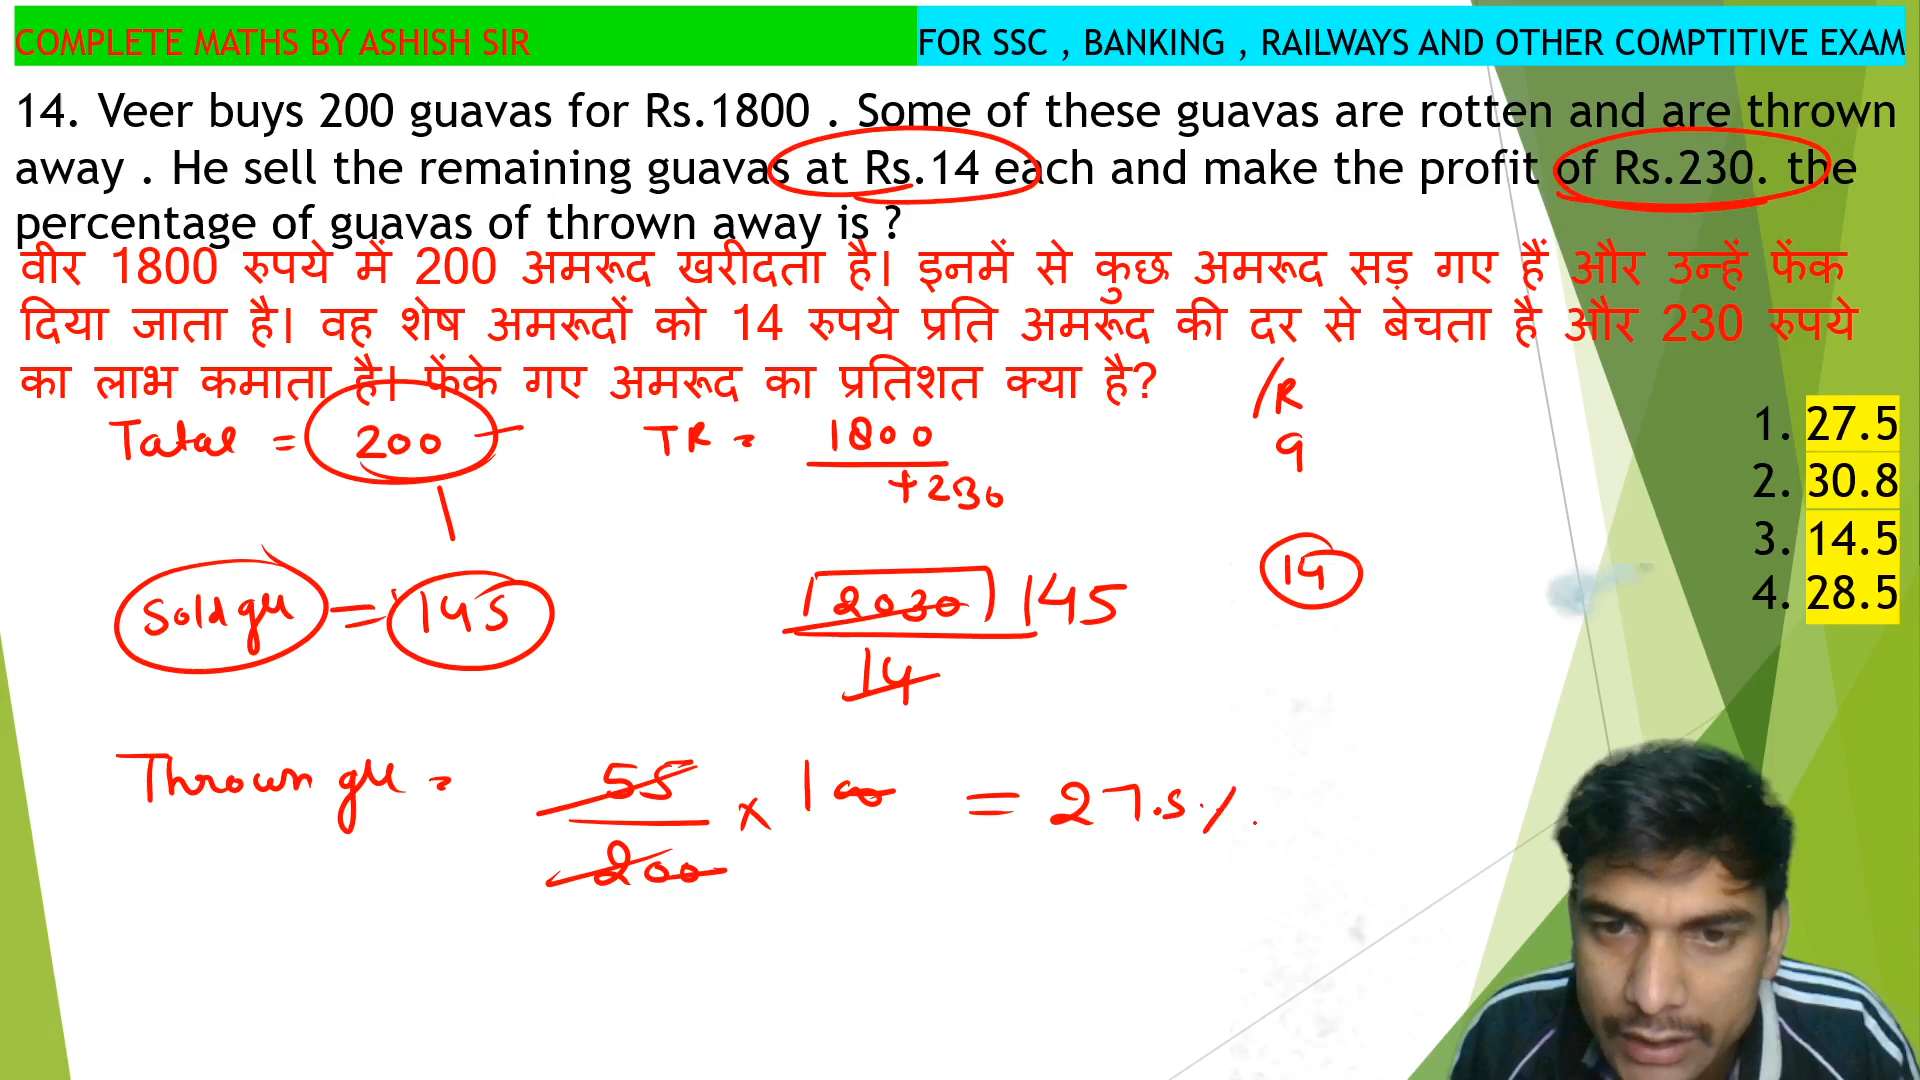 COMPLETE MATHS BY ASHISH SIR
FOR SSC , BANKING , RAILWAYS AND OTHER COMPTITIVE EXAM
14. Veer buys 200 guavas for Rs.1800 . Some of these guavas are rotten and are thrown
away . He sell the remaining guavas at Rs.14 each and make the profit of Rs.230. the
percentage of guavas of thrown away is ?
वीर 1800 रुपये में 200 अमरूद खरीदता है। इनमें से कुछ अमरूद सड़ गए हैं और उन्हें फेंक
दिया जाता है। वह शेष अमरूदों को 14 रुपये प्रति अमरूद की दर से बेचता है और 230 रुपये
का लाभ कमाता है। फेंके गए अमरूद का प्रतिशत क्या है?
1. 27.5
2. 30.8
3. 14.5
4. 28.5
Tatal = 200
TR = 1800
+230
/R
9
Sold gu = 145
2030 145
14
14
Thrown gu = 55
200
× 100 = 27.5%.